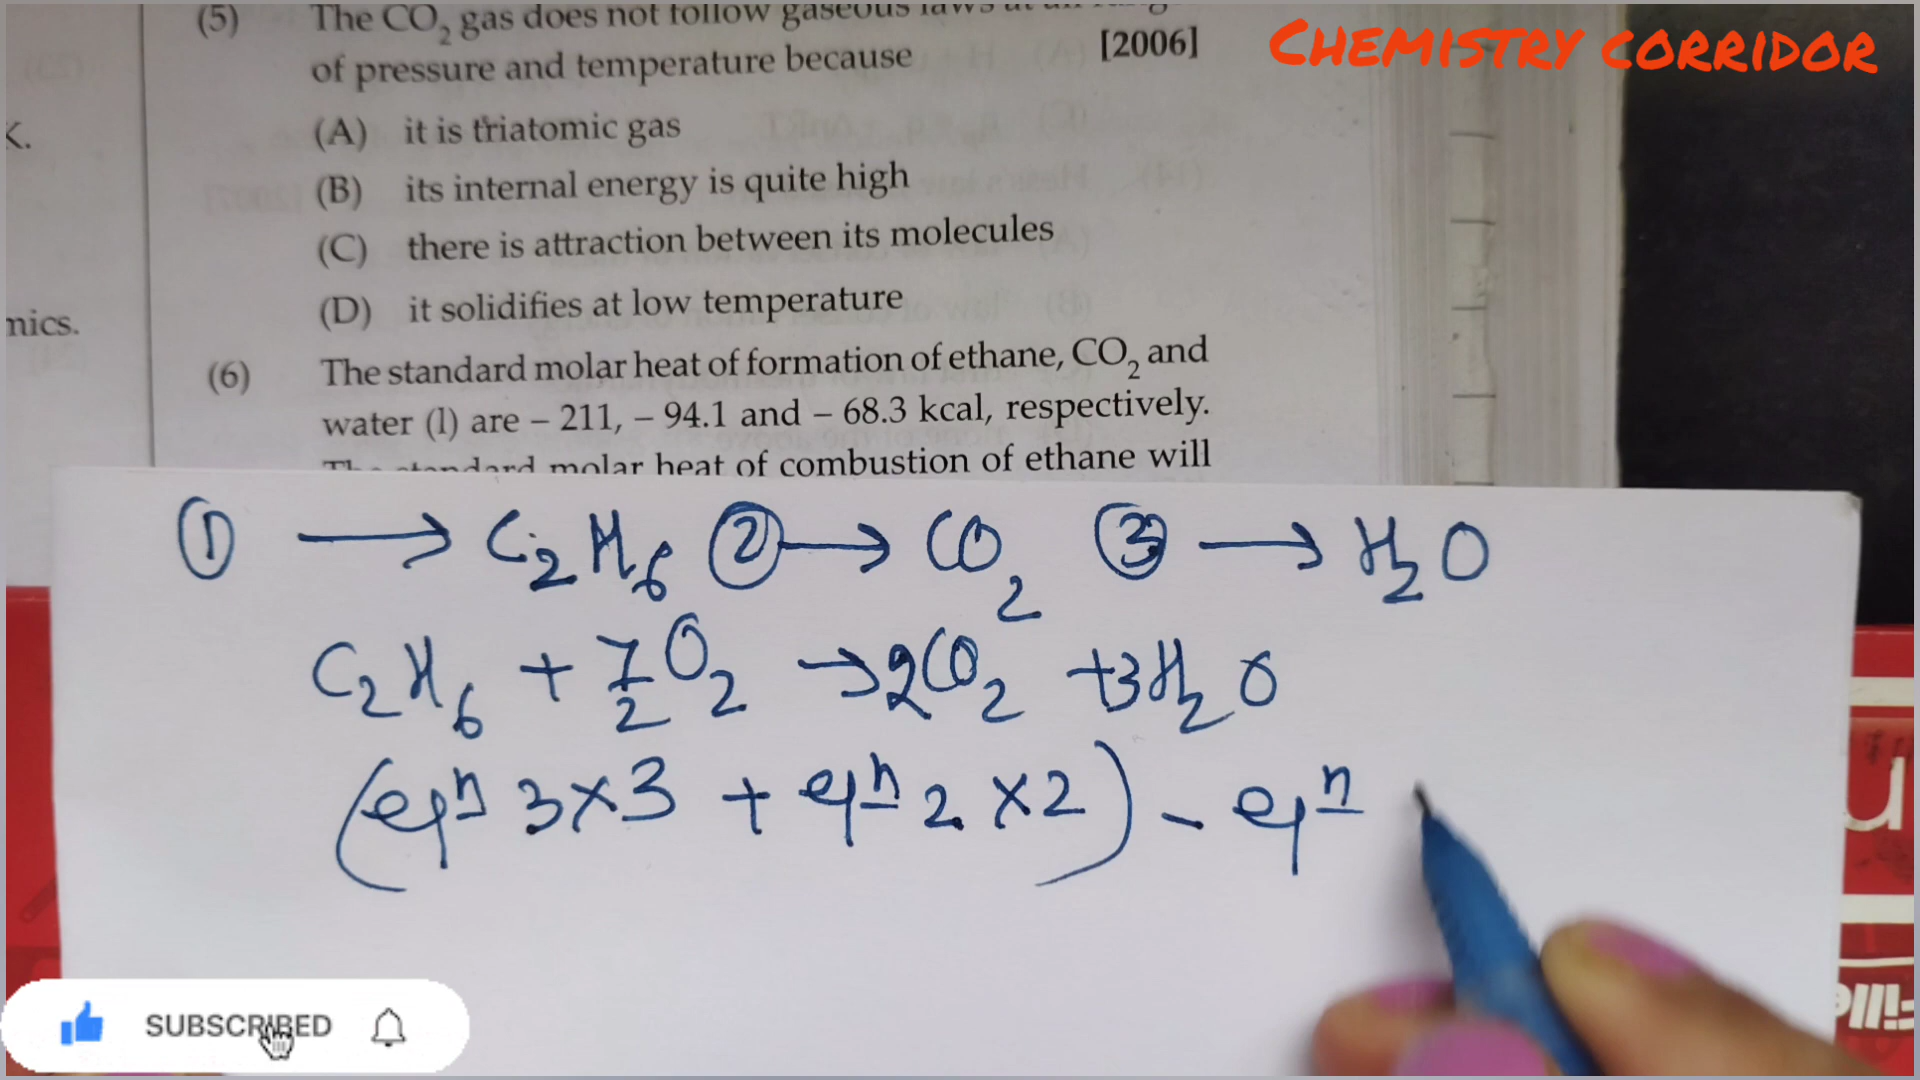 (5) The CO₂ gas does not follow gaseous laws at all
of pressure and temperature because [2006]
CHEMISTRY CORRIDOR
(A) it is triatomic gas
K.
(B) its internal energy is quite high
(C) there is attraction between its molecules
(D) it solidifies at low temperature
nics.
(6) The standard molar heat of formation of ethane, CO₂ and
water (l) are – 211, – 94.1 and – 68.3 kcal, respectively.
The standard molar heat of combustion of ethane will
① → C₂H₆ ② → CO₂ ③ → H₂O
C₂H₆ + 7/2 O₂ → 2CO₂ + 3H₂O
(eqⁿ 3×3 + eqⁿ 2×2) - eqⁿ
SUBSCRIBED